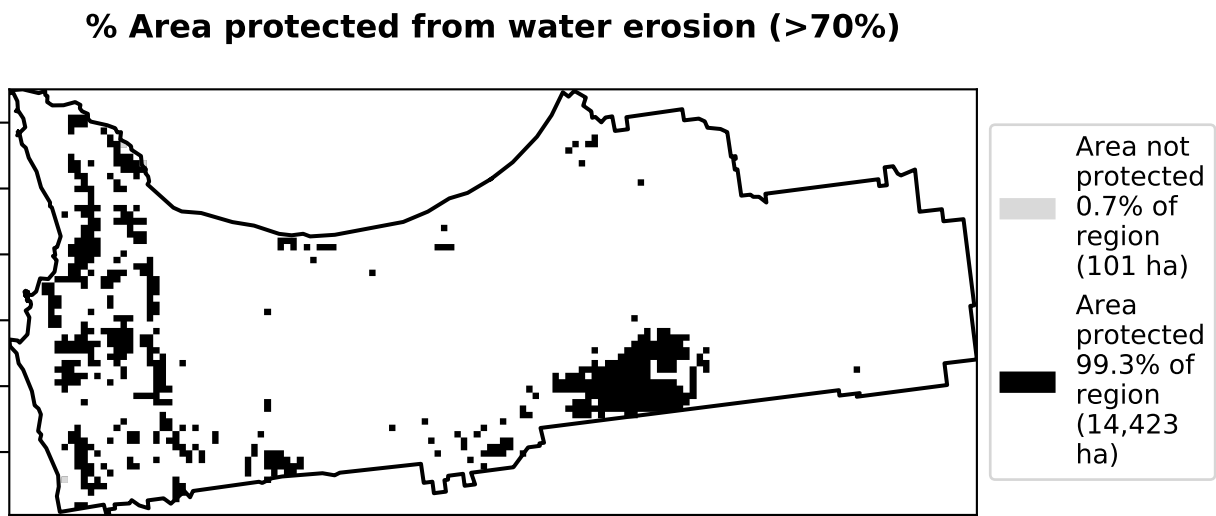 % Area protected from water erosion (>70%)
Area not
protected
0.7% of
region
(101 ha)
Area
protected
99.3% of
region
(14,423
ha)